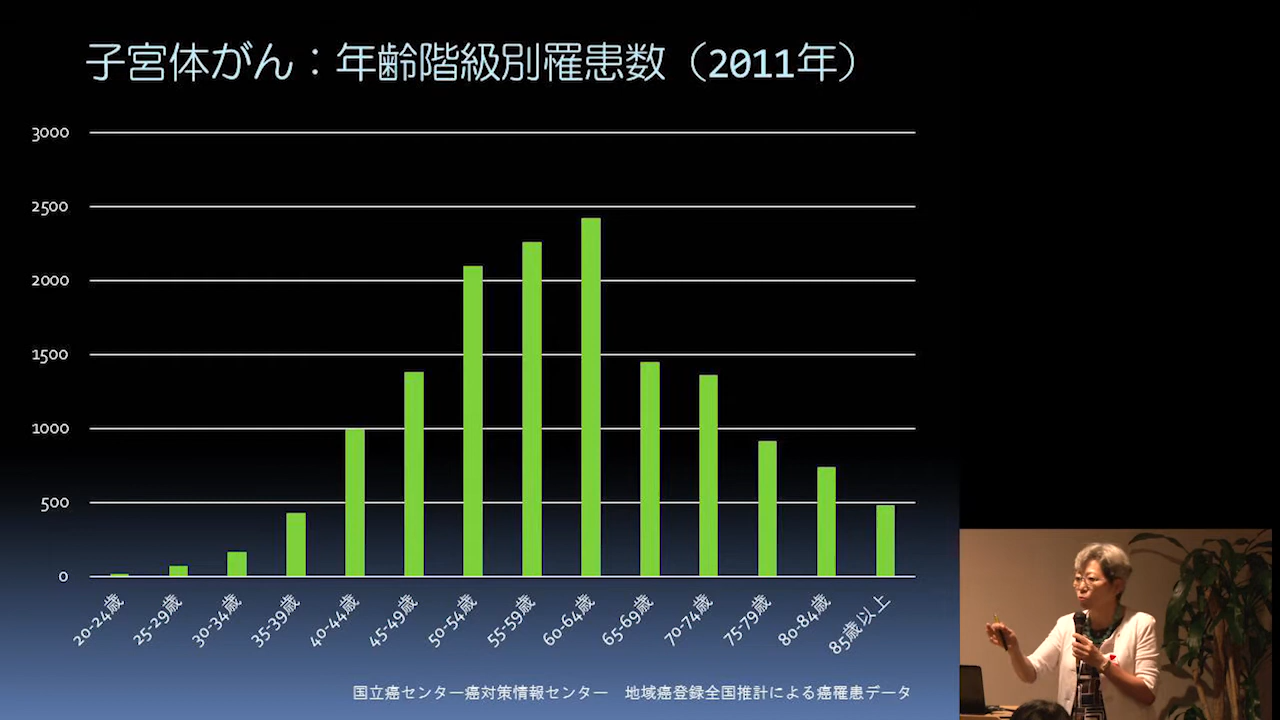 子宮体がん：年齢階級別罹患数（2011年）
3000
2500
2000
1500
1000
500
0
20-24歳
25-29歳
30-34歳
35-39歳
40-44歳
45-49歳
50-54歳
55-59歳
60-64歳
65-69歳
70-74歳
75-79歳
80-84歳
85歳以上
国立癌センター癌対策情報センター　地域癌登録全国推計による癌罹患データ